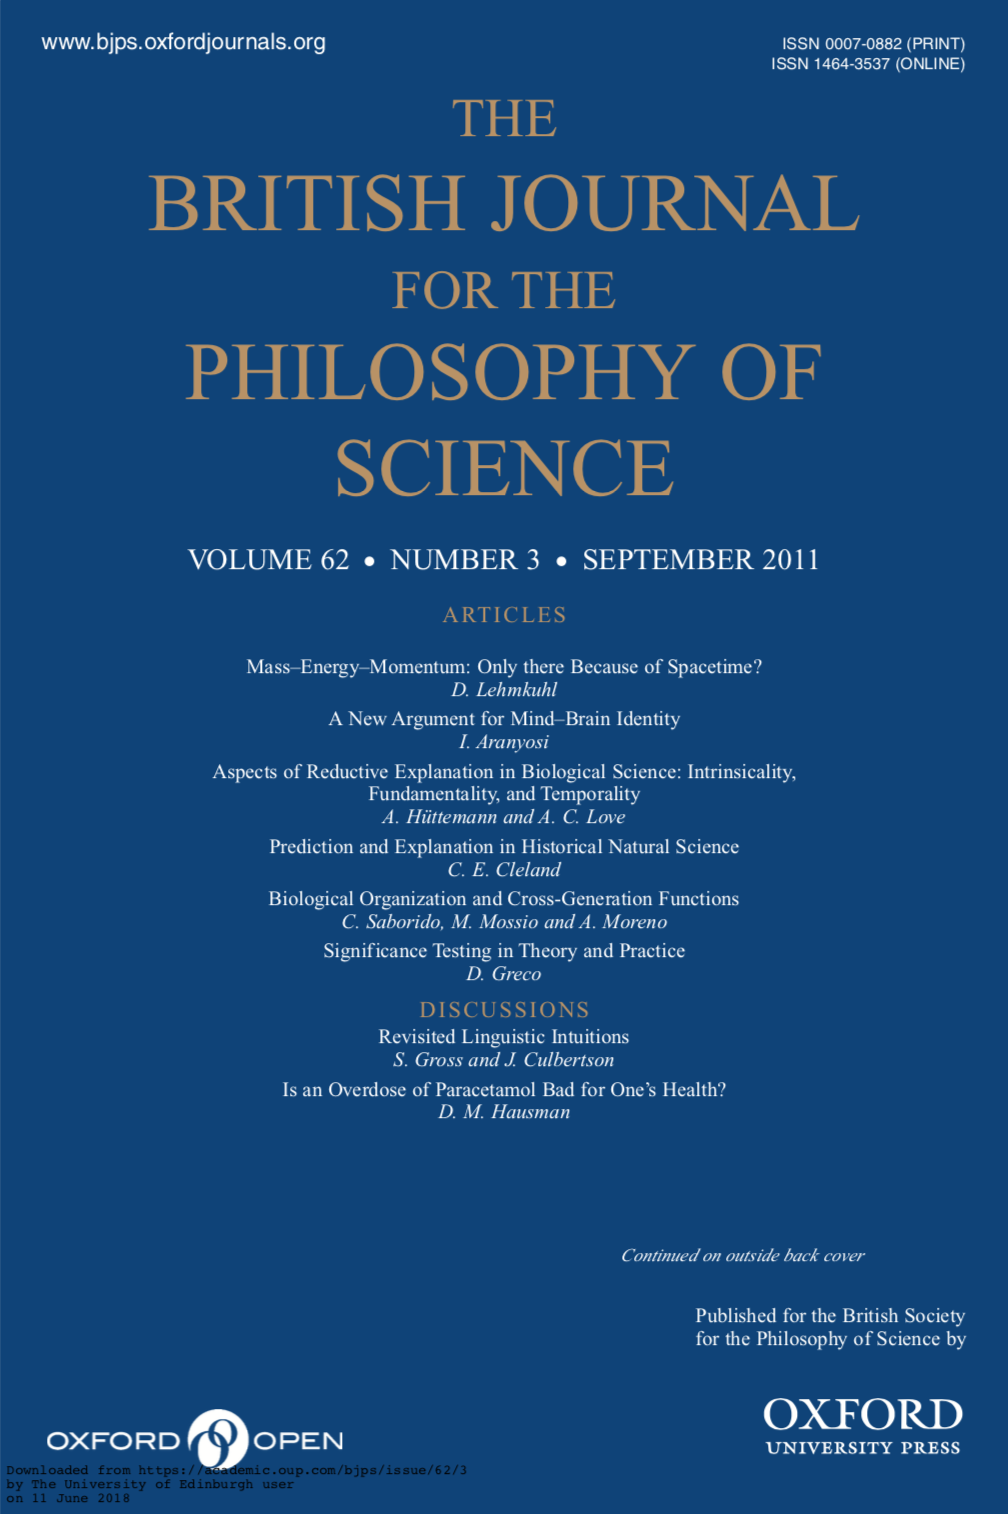 www.bjps.oxfordjournals.org
ISSN 0007-0882 (PRINT)
ISSN 1464-3537 (ONLINE)
THE
BRITISH JOURNAL
FOR THE
PHILOSOPHY OF
SCIENCE
VOLUME 62 • NUMBER 3 • SEPTEMBER 2011
ARTICLES
Mass–Energy–Momentum: Only there Because of Spacetime?
D. Lehmkuhl
A New Argument for Mind–Brain Identity
I. Aranyosi
Aspects of Reductive Explanation in Biological Science: Intrinsicality,
Fundamentality, and Temporality
A. Hüttemann and A. C. Love
Prediction and Explanation in Historical Natural Science
C. E. Cleland
Biological Organization and Cross-Generation Functions
C. Saborido, M. Mossio and A. Moreno
Significance Testing in Theory and Practice
D. Greco
DISCUSSIONS
Revisited Linguistic Intuitions
S. Gross and J. Culbertson
Is an Overdose of Paracetamol Bad for One’s Health?
D. M. Hausman
Continued on outside back cover
Published for the British Society
for the Philosophy of Science by
OXFORD
UNIVERSITY PRESS
OXFORD OPEN
Downloaded from https://academic.oup.com/bjps/issue/62/3
by The University of Edinburgh user
on 11 June 2018